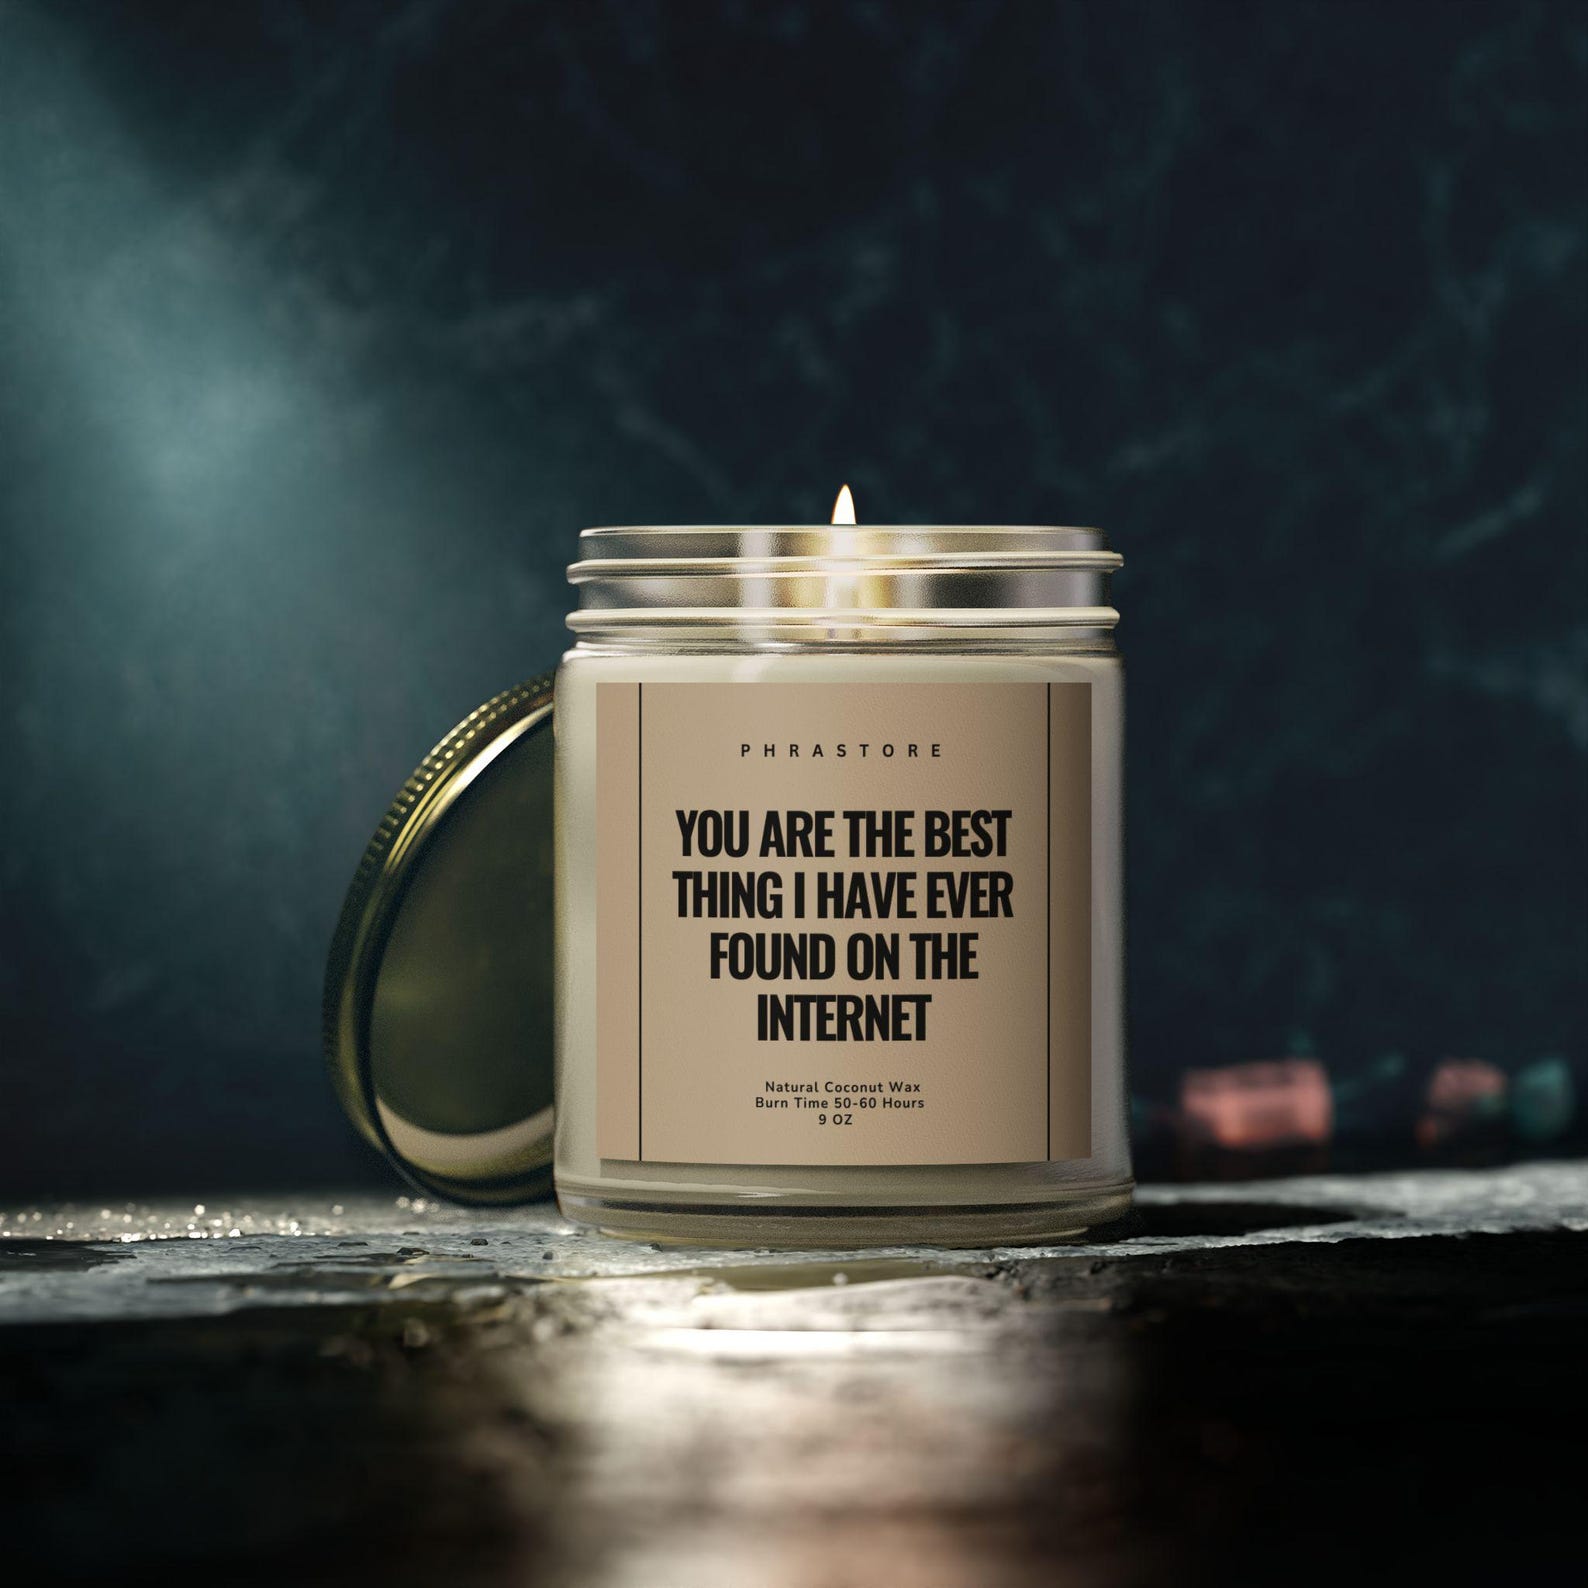 PHRASTORE
YOU ARE THE BEST
THING I HAVE EVER
FOUND ON THE
INTERNET
Natural Coconut Wax
Burn Time 50-60 Hours
9 OZ